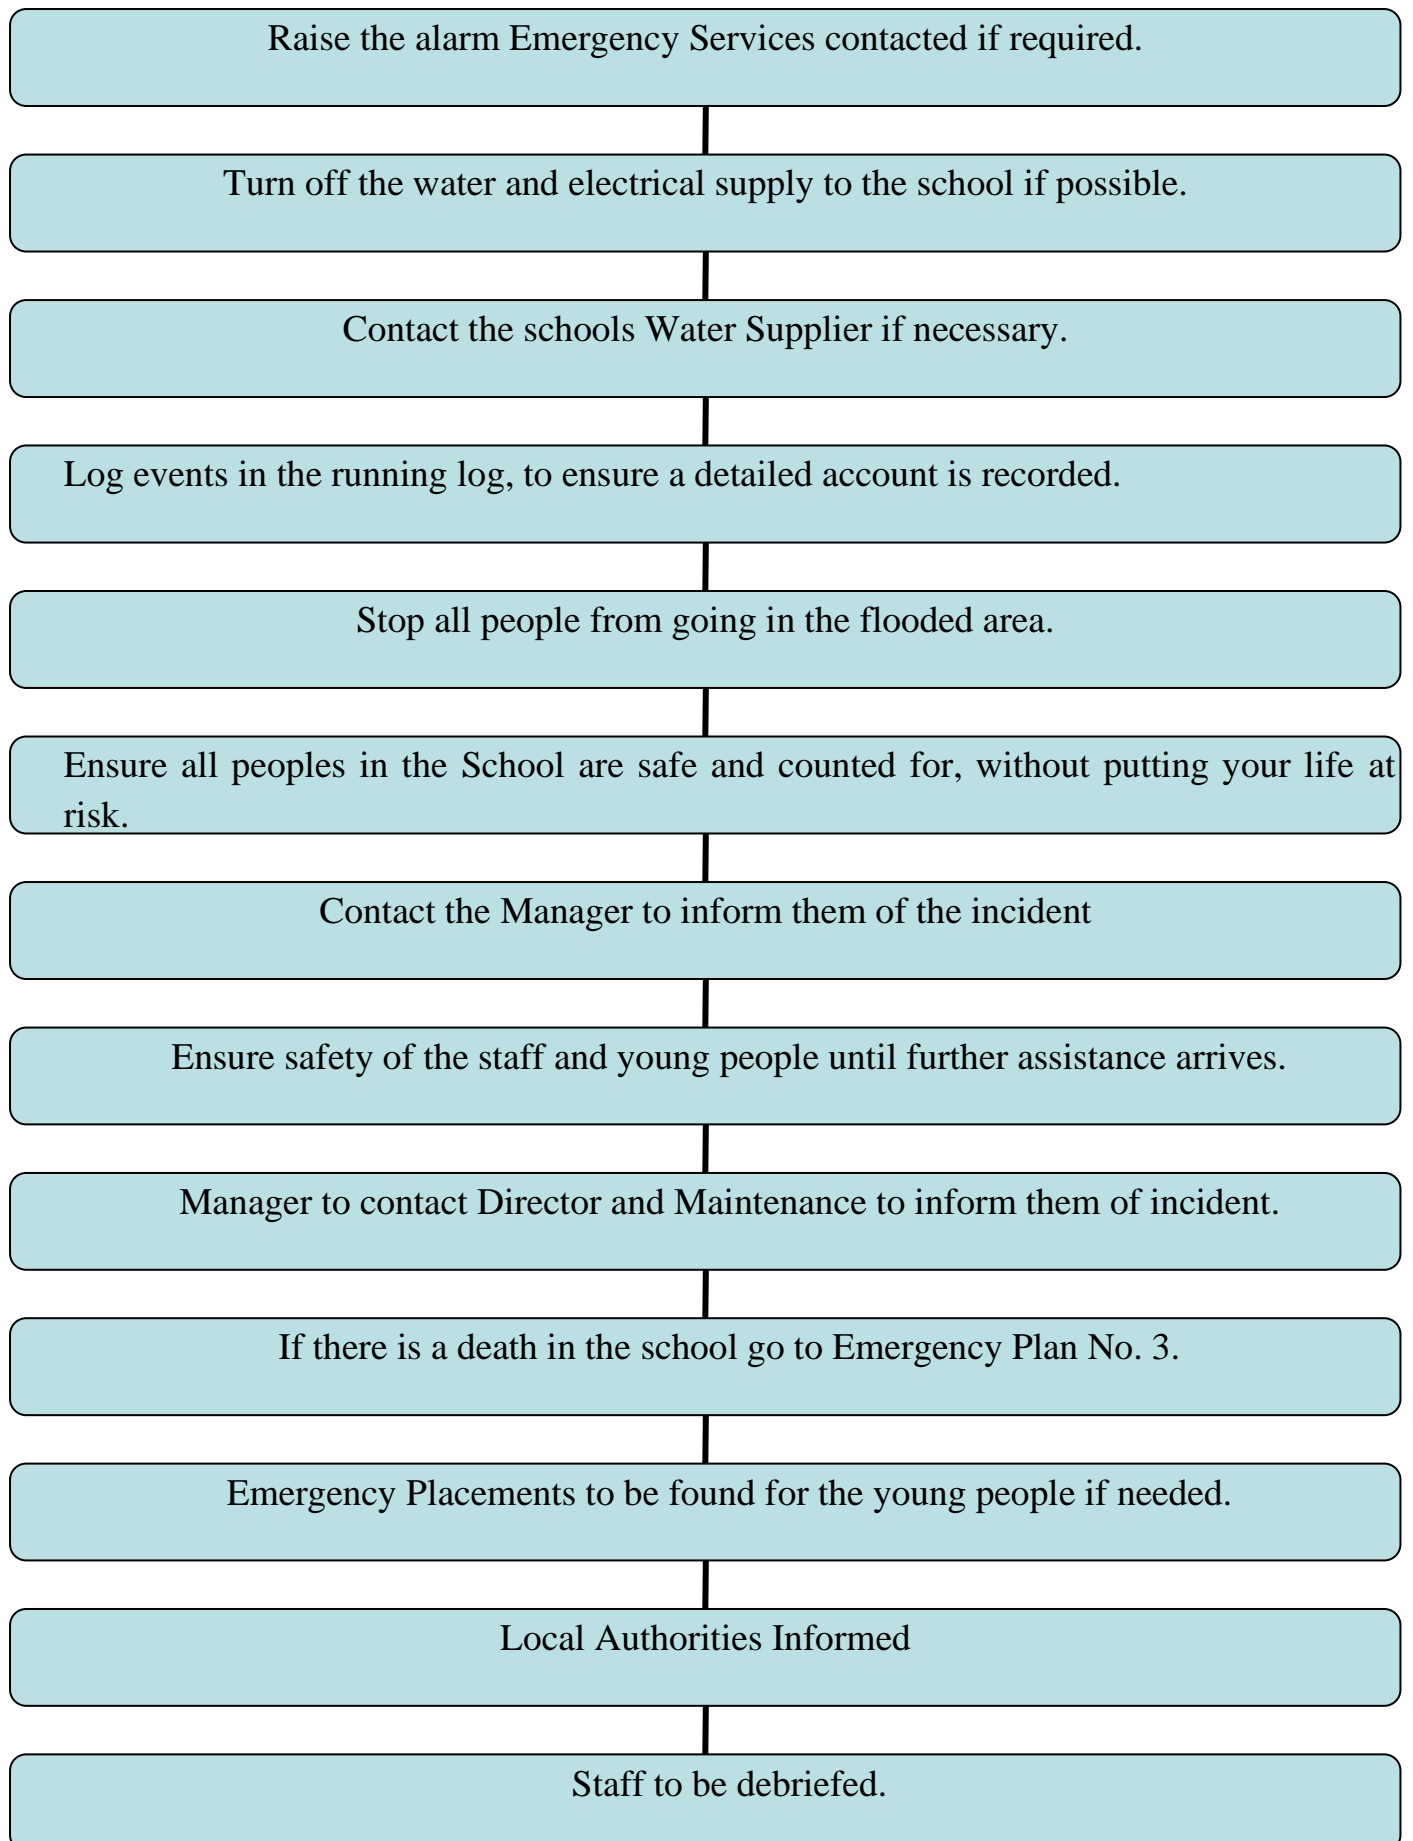 Raise the alarm Emergency Services contacted if required.
Turn off the water and electrical supply to the school if possible.
Contact the schools Water Supplier if necessary.
Log events in the running log, to ensure a detailed account is recorded.
Stop all people from going in the flooded area.
Ensure all peoples in the School are safe and counted for, without putting your life at
risk.
Contact the Manager to inform them of the incident
Ensure safety of the staff and young people until further assistance arrives.
Manager to contact Director and Maintenance to inform them of incident.
If there is a death in the school go to Emergency Plan No. 3.
Emergency Placements to be found for the young people if needed.
Local Authorities Informed
Staff to be debriefed.